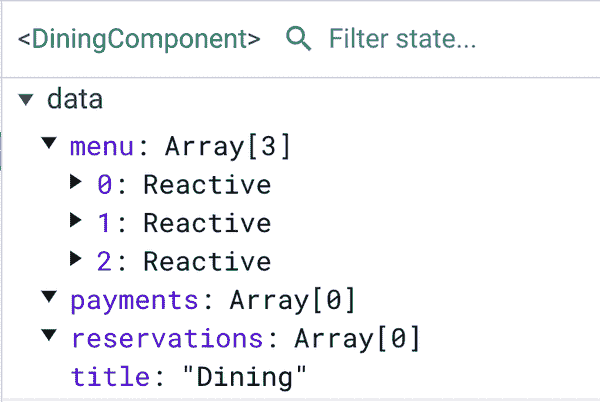 <DiningComponent> Filter state...
data
menu: Array[3]
0: Reactive
1: Reactive
2: Reactive
payments: Array[0]
reservations: Array[0]
title: "Dining"